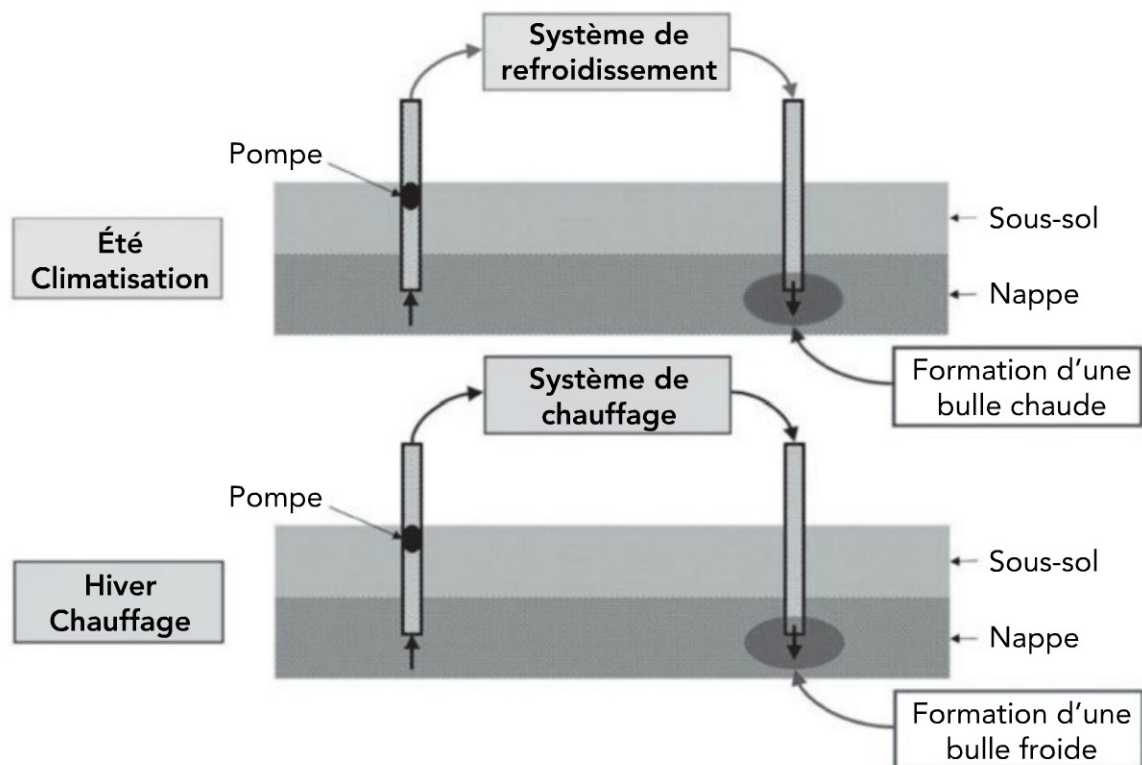 Système de
refroidissement
Pompe
Été
Climatisation
Sous-sol
Nappe
Formation d'une
bulle chaude
Système de
chauffage
Pompe
Hiver
Chauffage
Sous-sol
Nappe
Formation d'une
bulle froide